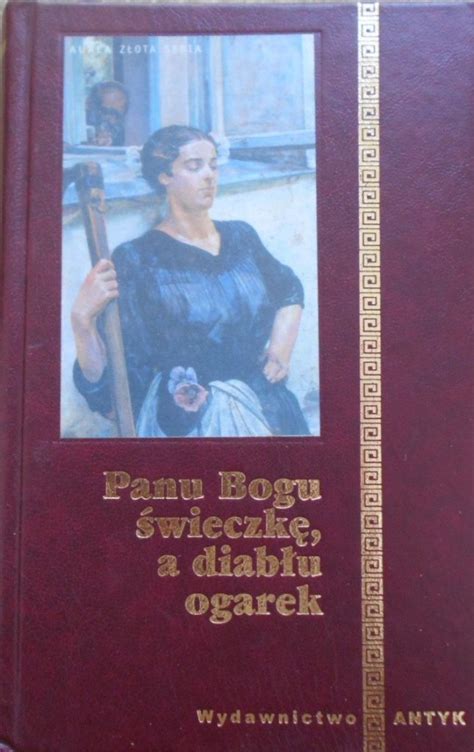 ZŁOTA SERIA
Panu Bogu
świeczkę,
a diabłu
ogarek
Wydawnictwo ANTYK